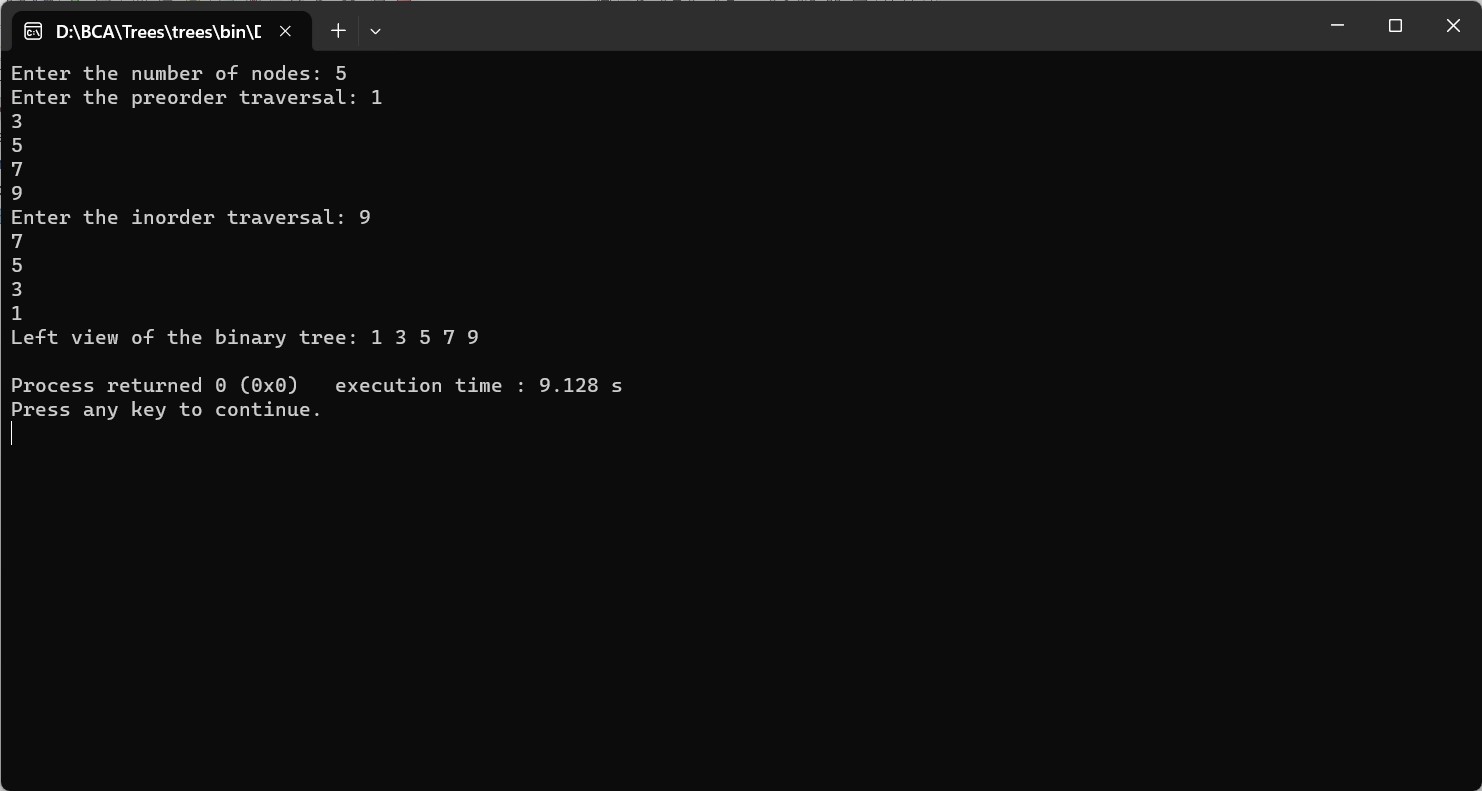 D:\BCA\Trees\trees\bin\D
Enter the number of nodes: 5
Enter the preorder traversal: 1
3
5
7
9
Enter the inorder traversal: 9
7
5
3
1
Left view of the binary tree: 1 3 5 7 9
Process returned 0 (0x0)   execution time : 9.128 s
Press any key to continue.